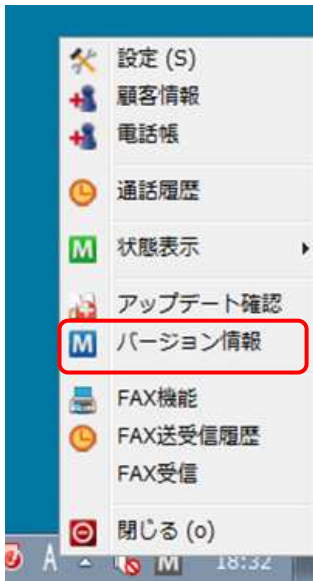 設定 (S)
顧客情報
電話帳
通話履歴
M 状態表示
アップデート確認
M バージョン情報
FAX機能
FAX送受信履歴
FAX受信
閉じる (o)
A M 18:32